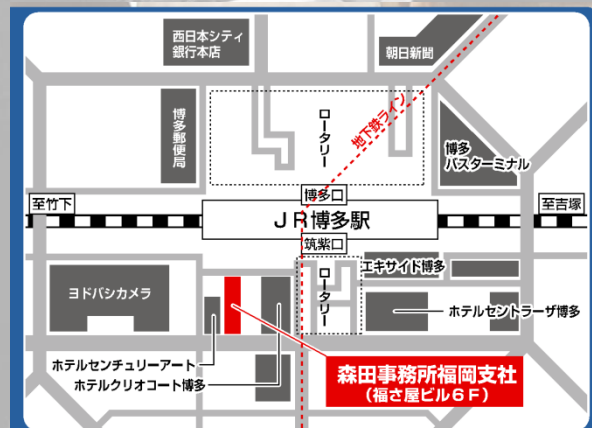 西日本シティ
銀行本店
朝日新聞
博多郵便局
ロータリー
地下鉄ライン
博多
バスターミナル
博多口
至竹下
JR博多駅
至吉塚
筑紫口
ヨドバシカメラ
ロータリー
エキサイド博多
ホテルセントラーザ博多
ホテルセンチュリーアート
ホテルクリオコート博多
森田事務所福岡支社
(福さ屋ビル6F)